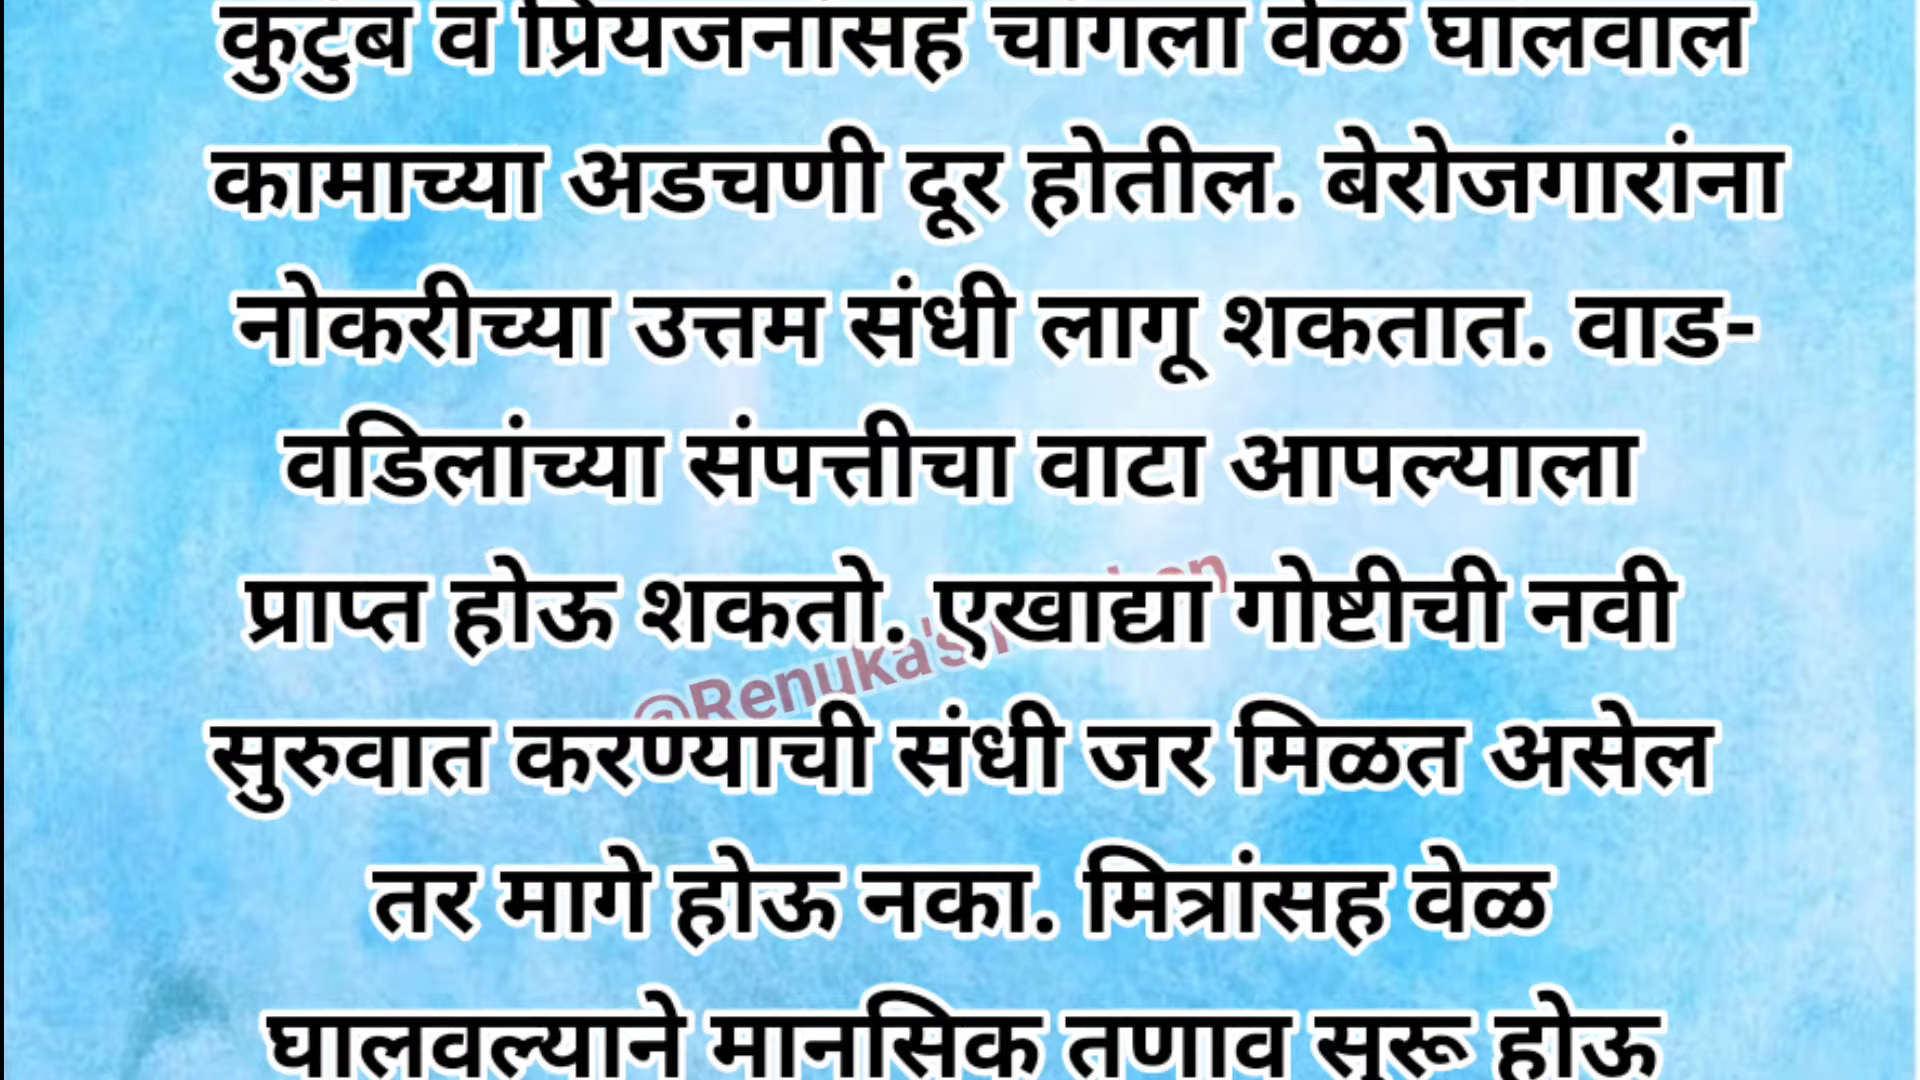 कुटुंब व प्रियजनांसह चांगला वेळ घालवाल
कामाच्या अडचणी दूर होतील. बेरोजगारांना
नोकरीच्या उत्तम संधी लागू शकतात. वाड-
वडिलांच्या संपत्तीचा वाटा आपल्याला
प्राप्त होऊ शकतो. एखाद्या गोष्टीची नवी
@Renuka's
सुरुवात करण्याची संधी जर मिळत असेल
तर मागे होऊ नका. मित्रांसह वेळ
घालवल्याने मानसिक तणाव सुरू होऊ